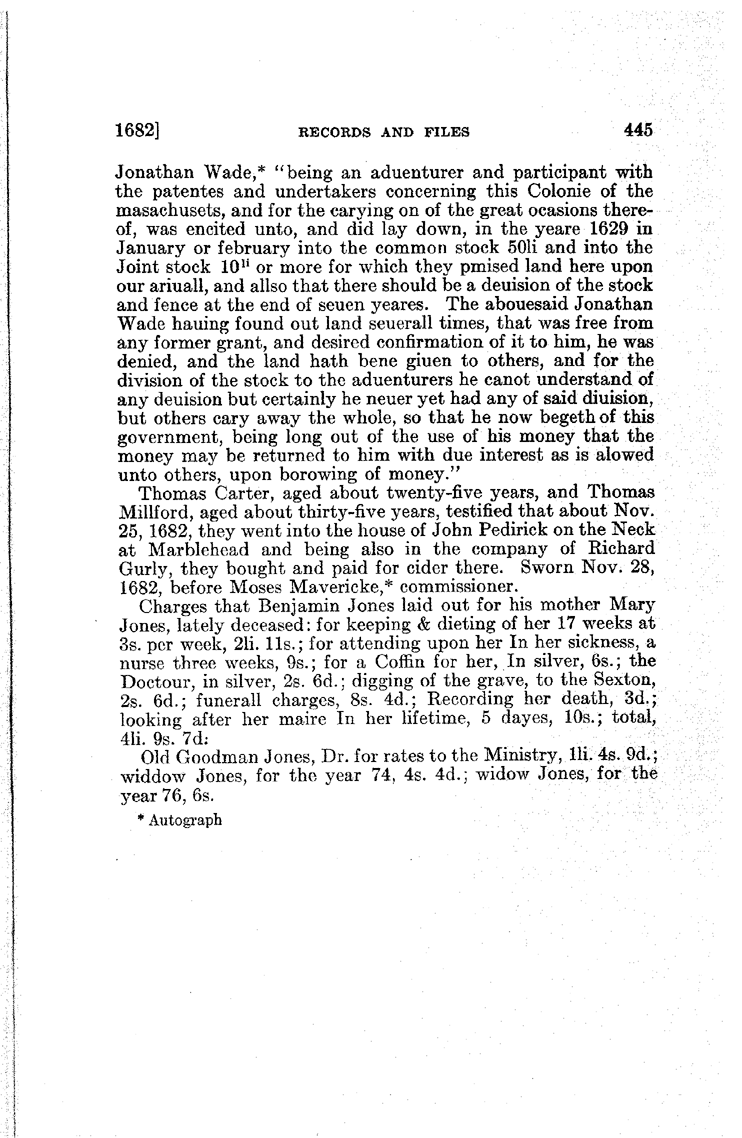 1682] RECORDS AND FILES 445
Jonathan Wade,* "being an aduenturer and participant with
the patentes and undertakers concerning this Colonie of the
masachusets, and for the carying on of the great ocasions there-
of, was encited unto, and did lay down, in the yeare 1629 in
January or february into the common stock 50li and into the
Joint stock 10li or more for which they pmised land here upon
our ariuall, and allso that there should be a deuision of the stock
and fence at the end of seuen yeares. The abouesaid Jonathan
Wade hauing found out land seuerall times, that was free from
any former grant, and desired confirmation of it to him, he was
denied, and the land hath bene giuen to others, and for the
division of the stock to the aduenturers he canot understand of
any deuision but certainly he neuer yet had any of said diuision,
but others cary away the whole, so that he now begeth of this
government, being long out of the use of his money that the
money may be returned to him with due interest as is alowed
unto others, upon borowing of money."
Thomas Carter, aged about twenty-five years, and Thomas
Millford, aged about thirty-five years, testified that about Nov.
25, 1682, they went into the house of John Pedirick on the Neck
at Marblehead and being also in the company of Richard
Gurly, they bought and paid for cider there. Sworn Nov. 28,
1682, before Moses Mavericke,* commissioner.
Charges that Benjamin Jones laid out for his mother Mary
Jones, lately deceased: for keeping & dieting of her 17 weeks at
3s. per week, 2li. 11s.; for attending upon her In her sickness, a
nurse three weeks, 9s.; for a Coffin for her, In silver, 6s.; the
Doctour, in silver, 2s. 6d.; digging of the grave, to the Sexton,
2s. 6d.; funerall charges, 8s. 4d.; Recording her death, 3d.;
looking after her maire In her lifetime, 5 dayes, 10s.; total,
4li. 9s. 7d:
Old Goodman Jones, Dr. for rates to the Ministry, 1li. 4s. 9d.;
widdow Jones, for the year 74, 4s. 4d.; widow Jones, for the
year 76, 6s.
* Autograph